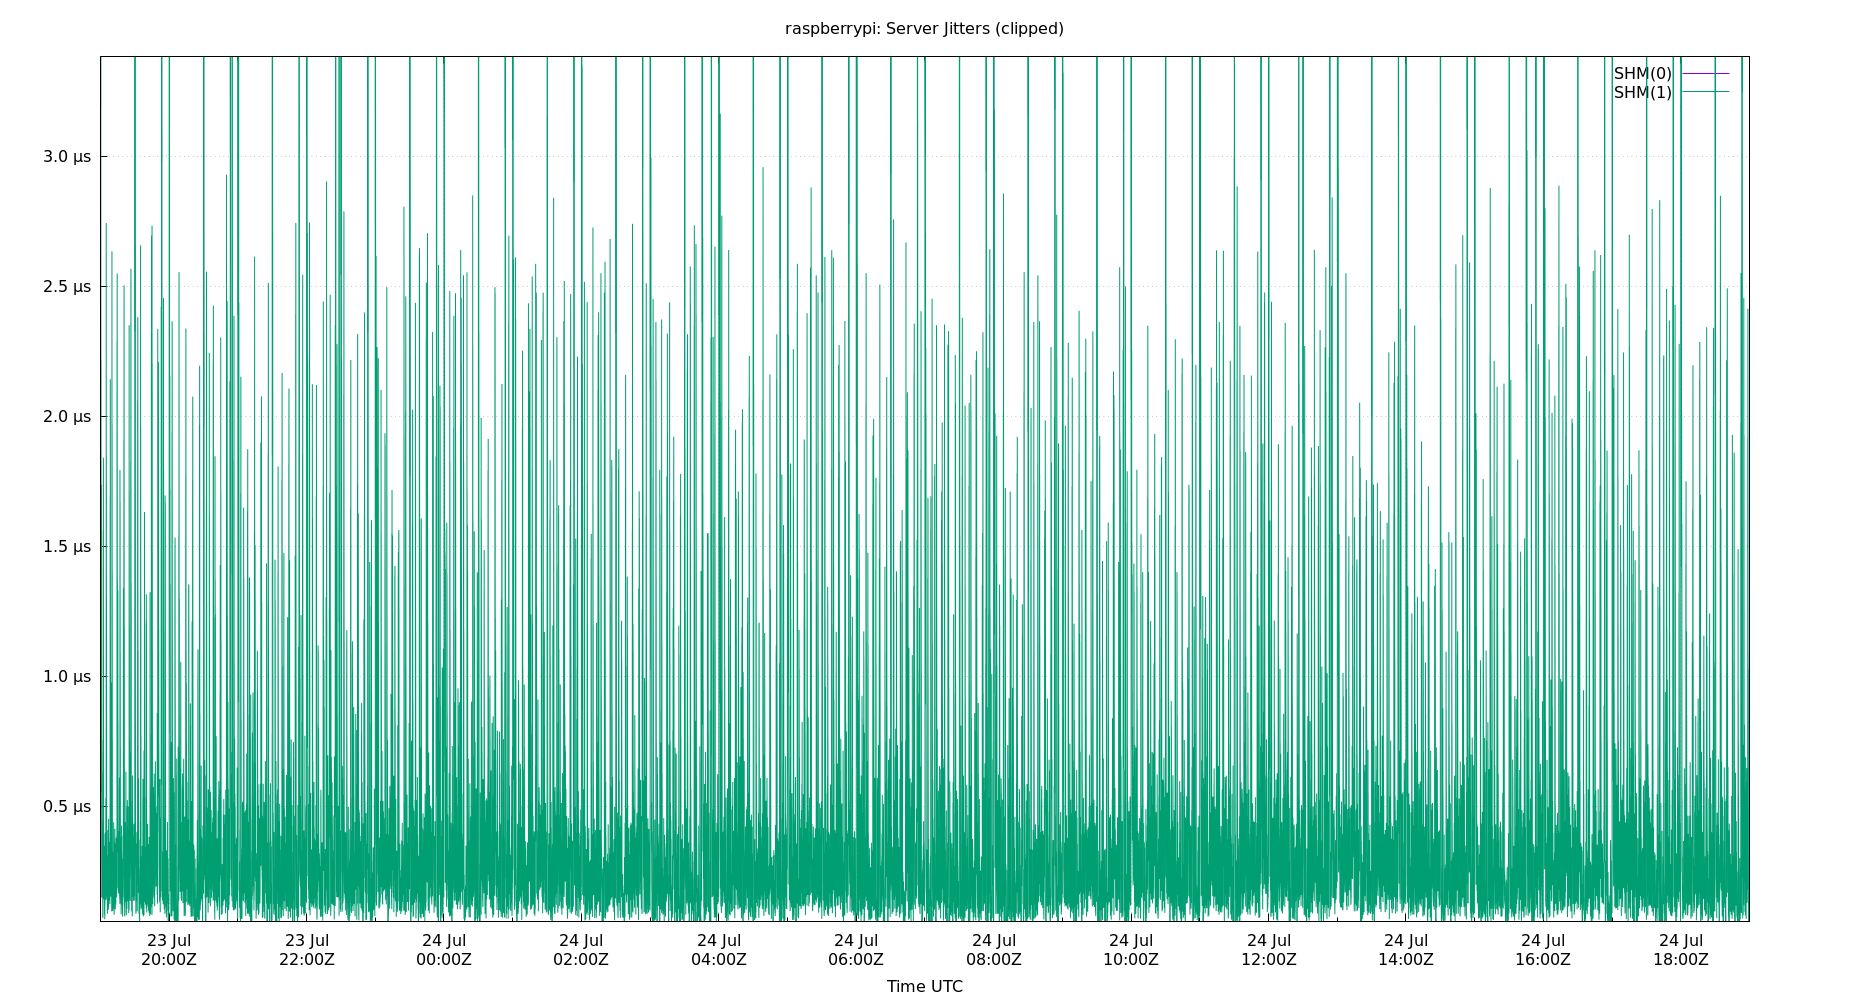 raspberrypi: Server Jitters (clipped)
SHM(0)
SHM(1)
3.0 µs
2.5 µs
2.0 µs
1.5 µs
1.0 µs
0.5 µs
23 Jul 23 Jul 24 Jul 24 Jul 24 Jul 24 Jul 24 Jul 24 Jul 24 Jul 24 Jul 24 Jul 24 Jul
20:00Z 22:00Z 00:00Z 02:00Z 04:00Z 06:00Z 08:00Z 10:00Z 12:00Z 14:00Z 16:00Z 18:00Z
Time UTC